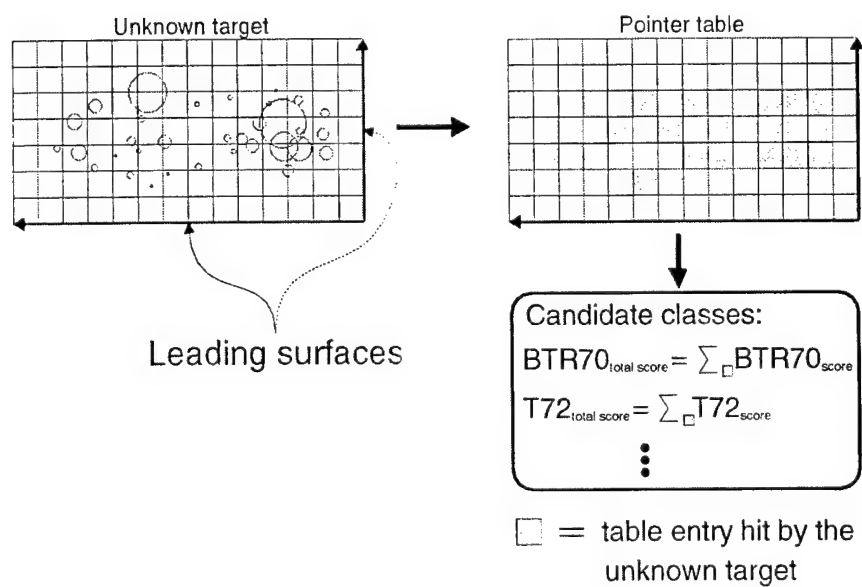 Unknown target
Pointer table
Leading surfaces
Candidate classes:
BTR70total score = ∑□BTR70score
T72total score = ∑□T72score
□ = table entry hit by the
unknown target